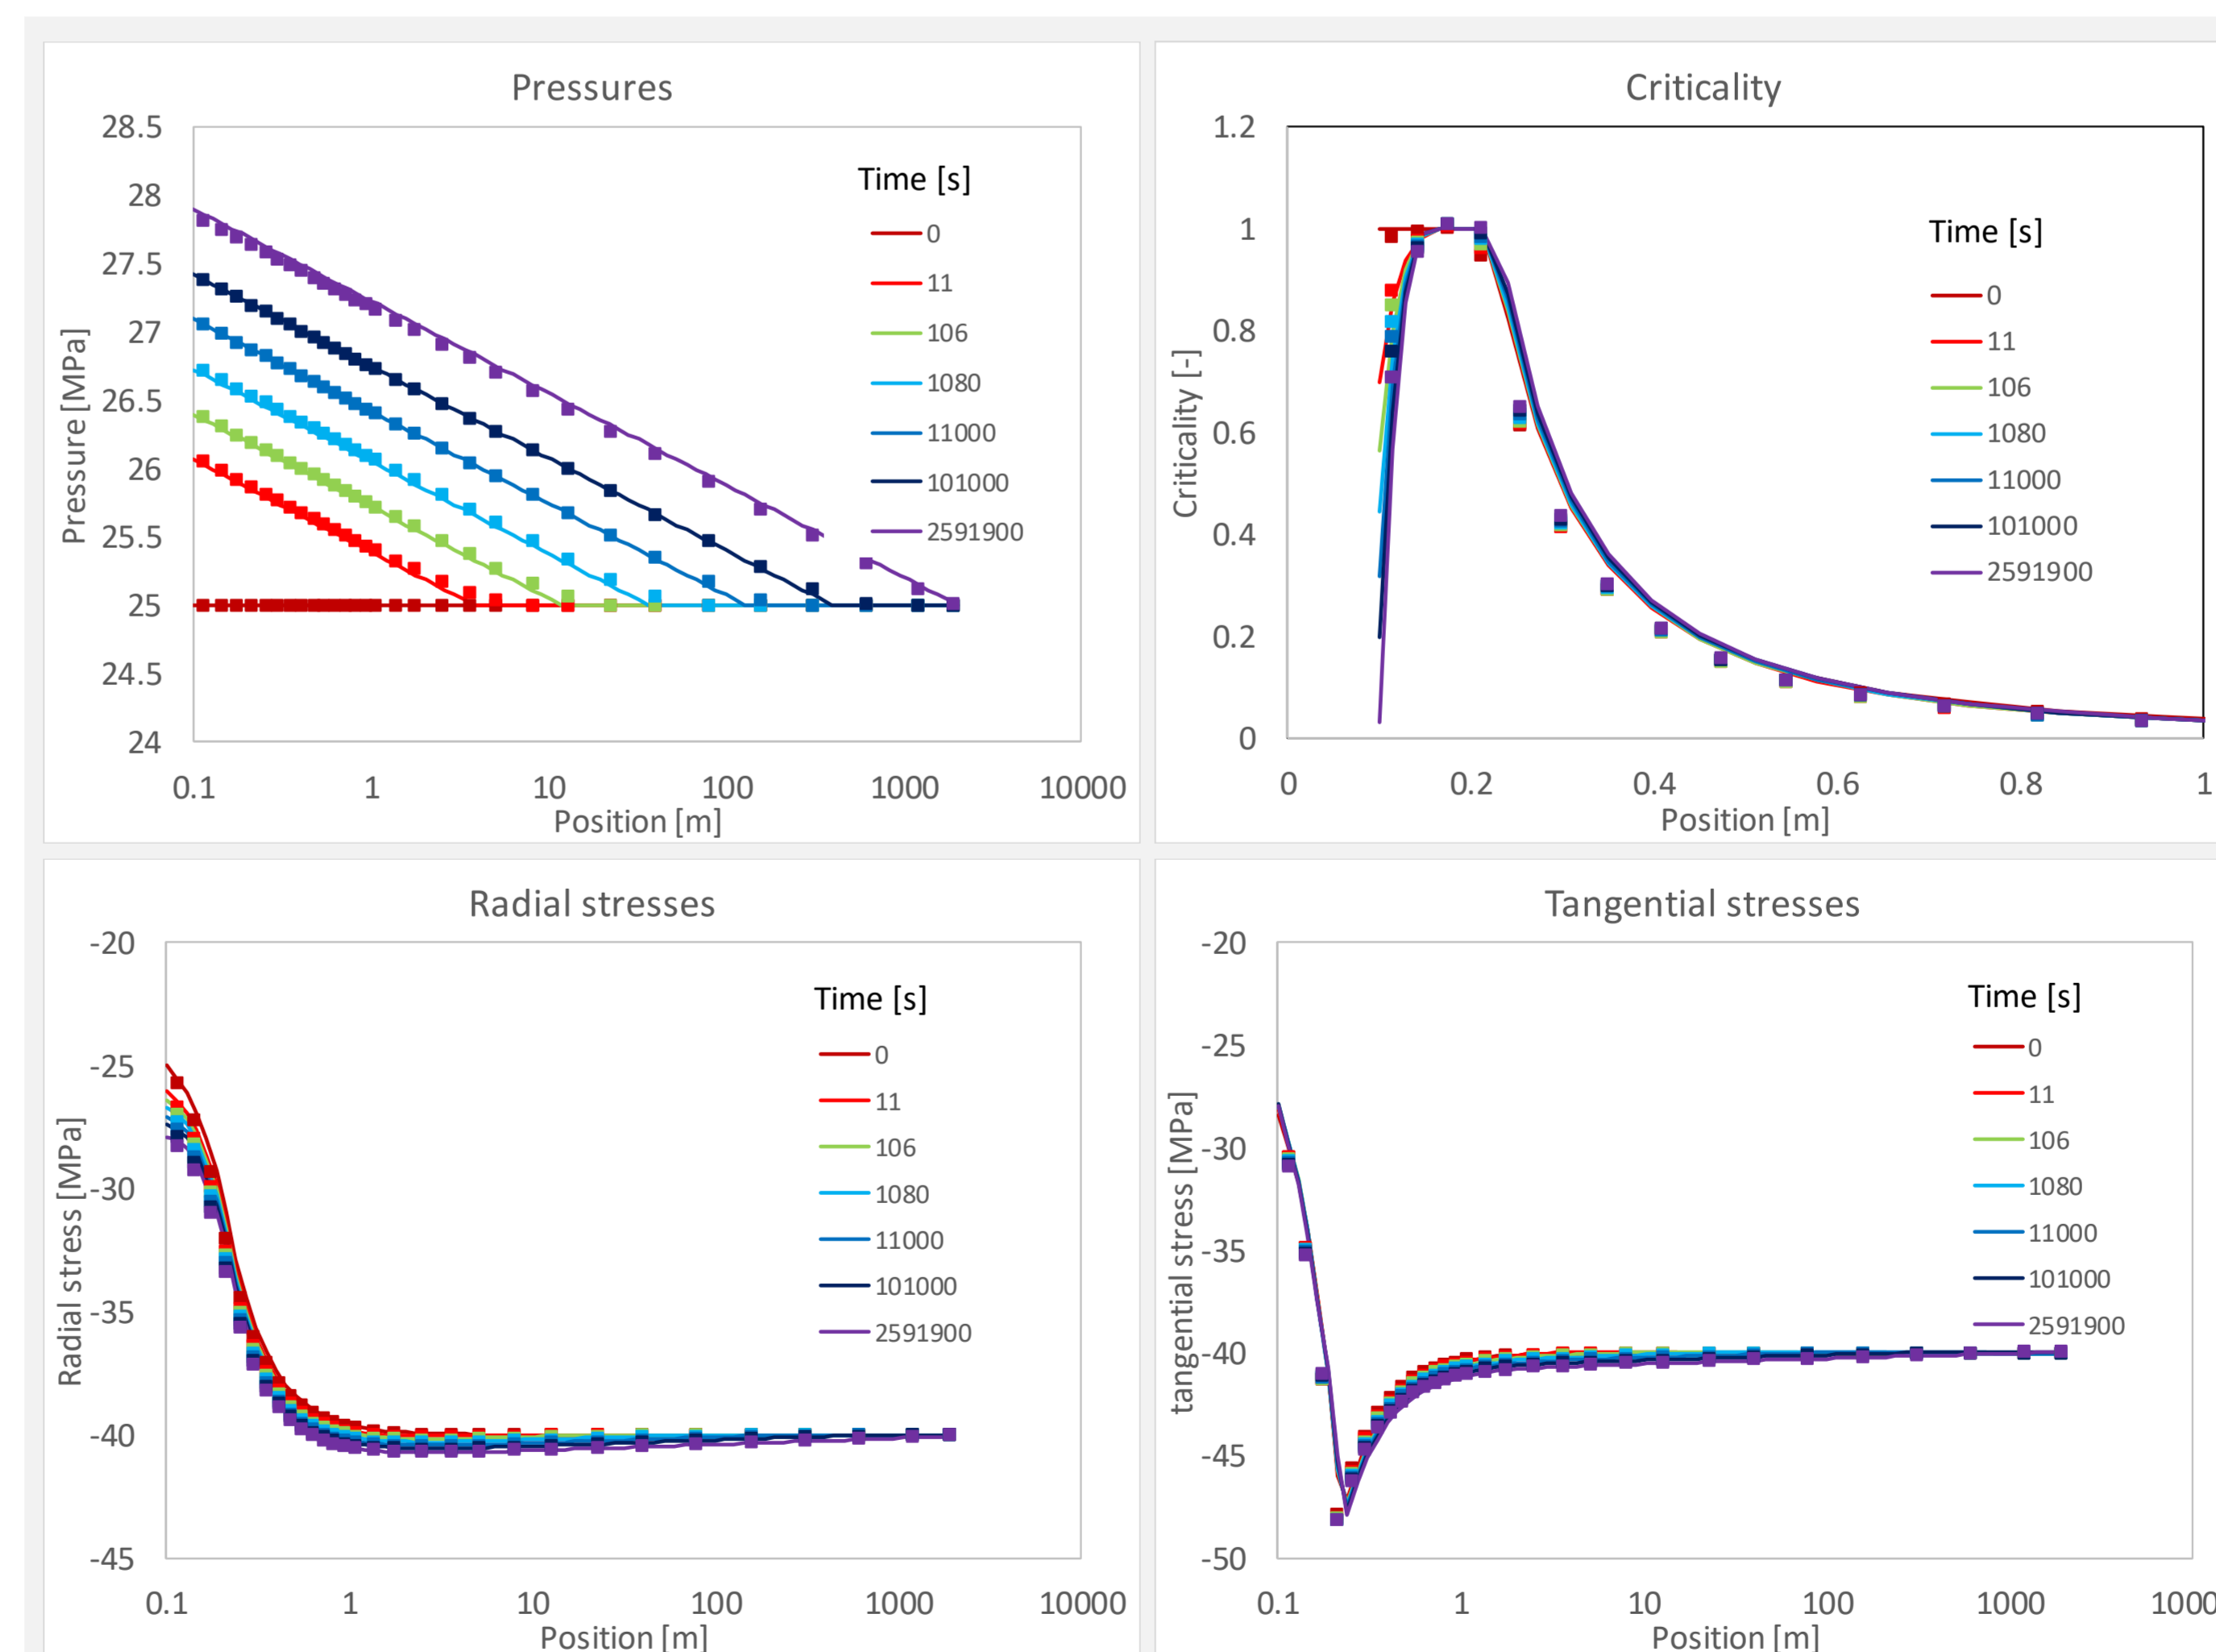 Pressures
28.5
28
27.5
27
26.5
26
25.5
25
24.5
24
Pressure [MPa]
0.1 1 10 100 1000 10000
Position [m]
Time [s]
0
11
106
1080
11000
101000
2591900
Criticality
1.2
1
0.8
0.6
0.4
0.2
0
Criticality [-]
0 0.2 0.4 0.6 0.8 1
Position [m]
Time [s]
0
11
106
1080
11000
101000
2591900
Radial stresses
-20
-25
-30
-35
-40
-45
Radial stress [MPa]
0.1 1 10 100 1000 10000
Position [m]
Time [s]
0
11
106
1080
11000
101000
2591900
Tangential stresses
-20
-25
-30
-35
-40
-45
-50
tangential stress [MPa]
0.1 1 10 100 1000 1000
Position [m]
Time [s]
0
11
106
1080
11000
101000
2591900